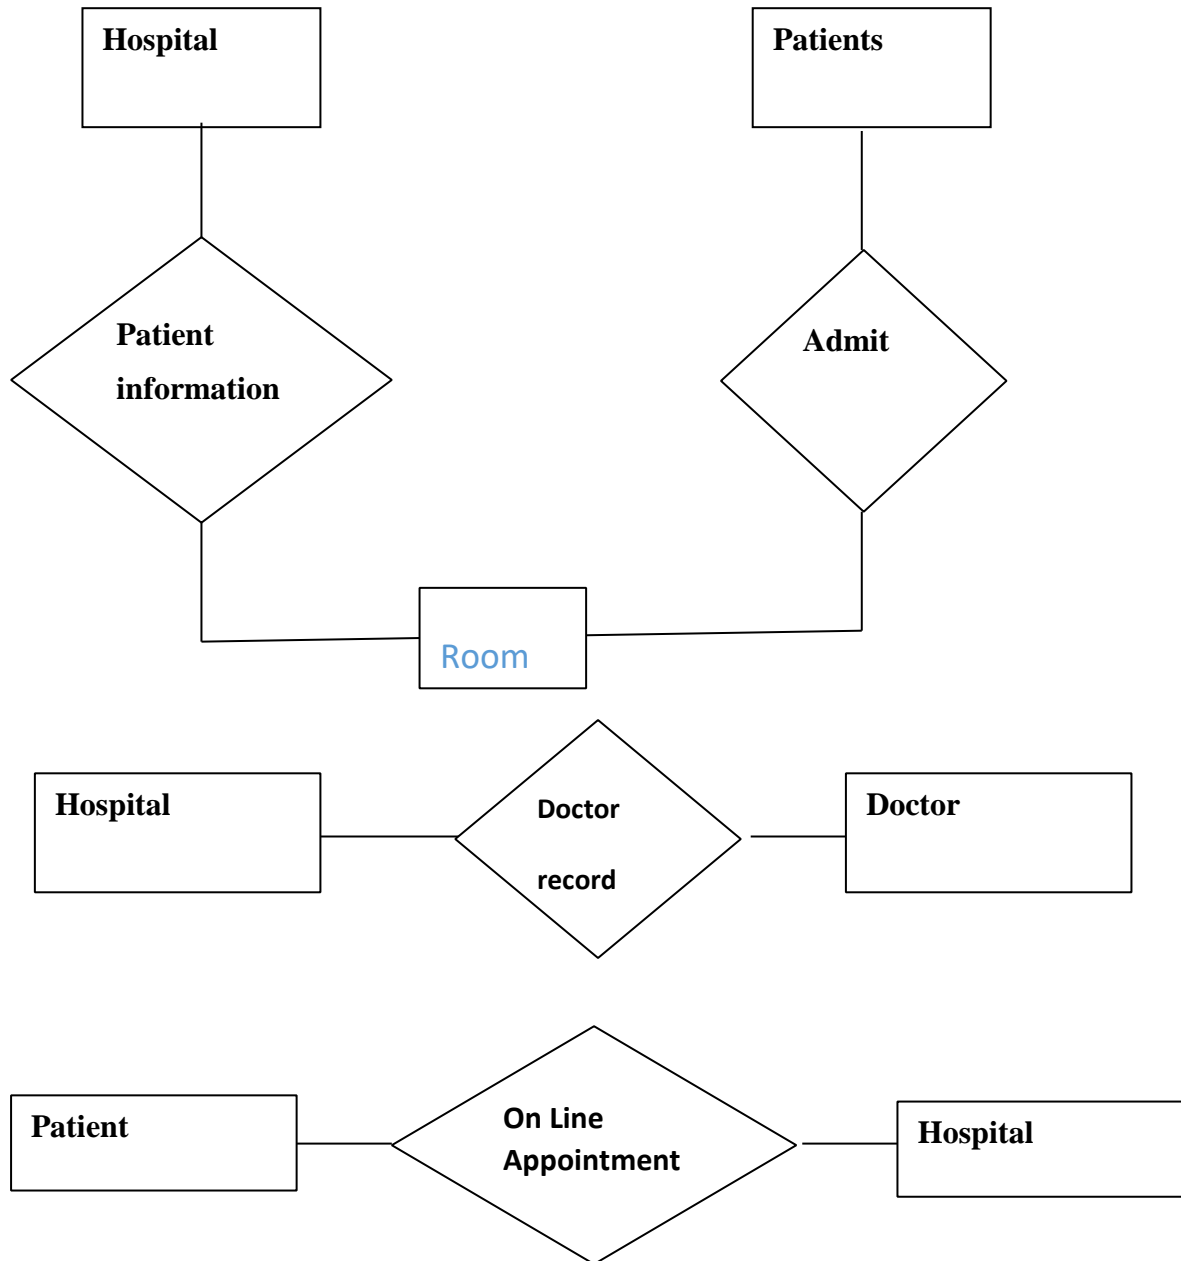 Hospital
Patients
Patient
information
Admit
Room
Hospital
Doctor
record
Doctor
Patient
On Line
Appointment
Hospital